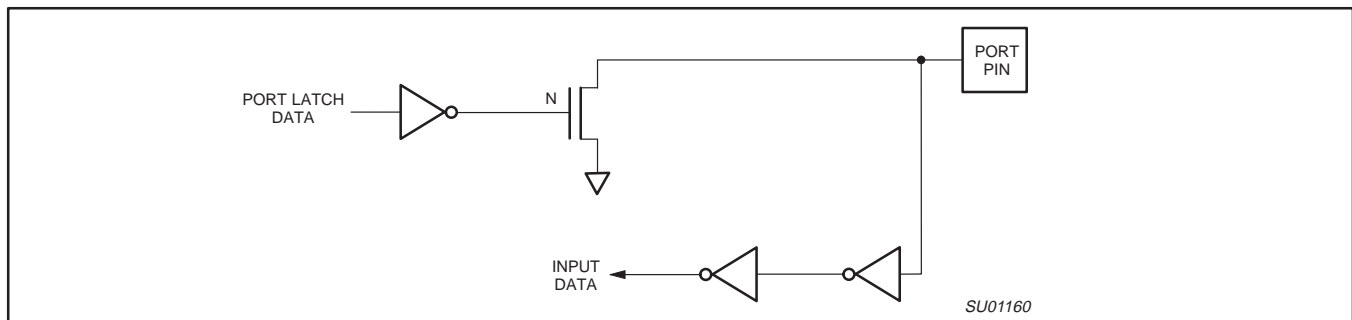 PORT
PIN
PORT LATCH
DATA
N
INPUT
DATA
SU01160